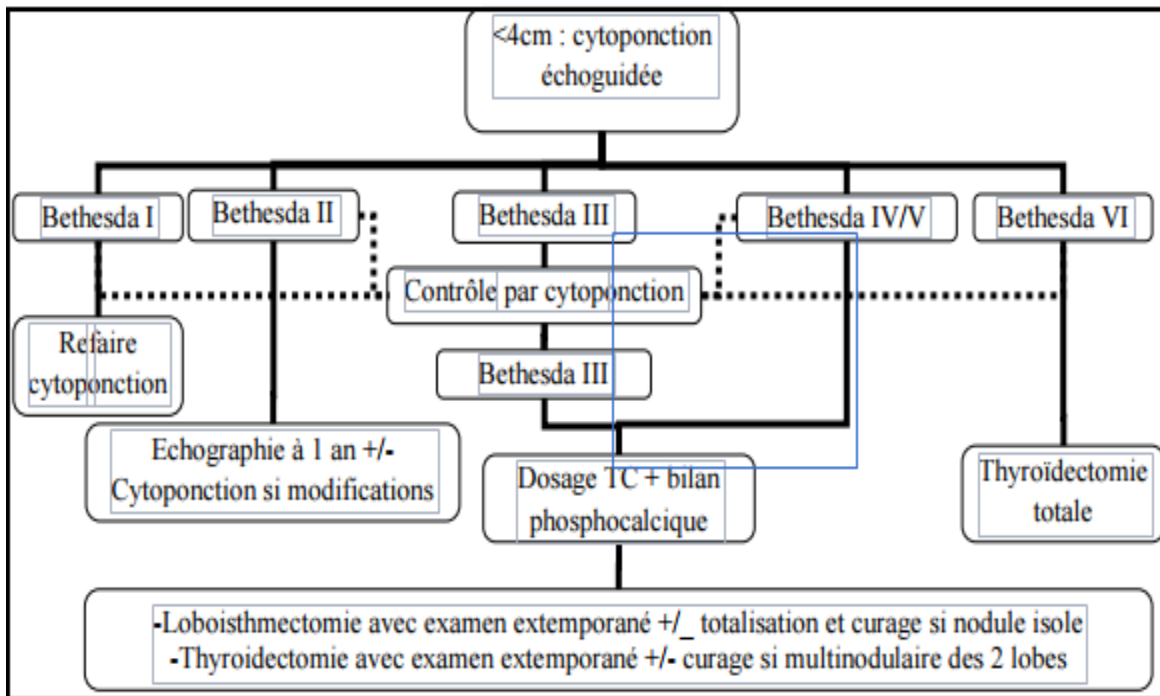 <4cm : cytoponction
échoguidée
Bethesda I
Bethesda II
Bethesda III
Bethesda IV/V
Bethesda VI
Contrôle par cytoponction
Refaire
cytoponction
Bethesda III
Echographie à 1 an +/-
Cytoponction si modifications
Dosage TC + bilan
phosphocalcique
Thyroïdectomie
totale
-Loboisthmectomie avec examen extemporané +/_ totalisation et curage si nodule isole
-Thyroidectomie avec examen extemporané +/- curage si multinodulaire des 2 lobes